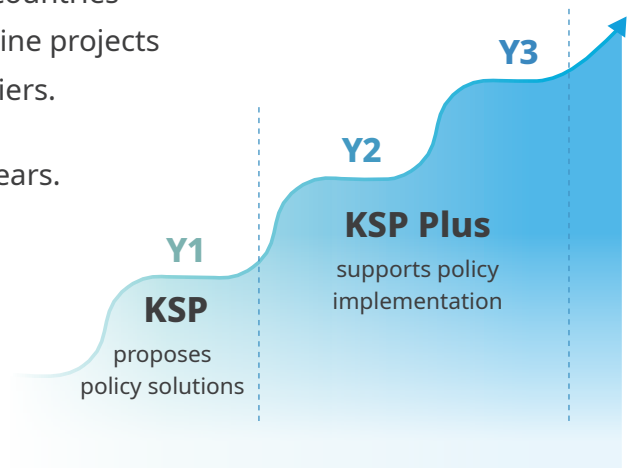 ine projects
iers.
ears.
Y3
Y2
KSP Plus
supports policy
implementation
Y1
KSP
proposes
policy solutions